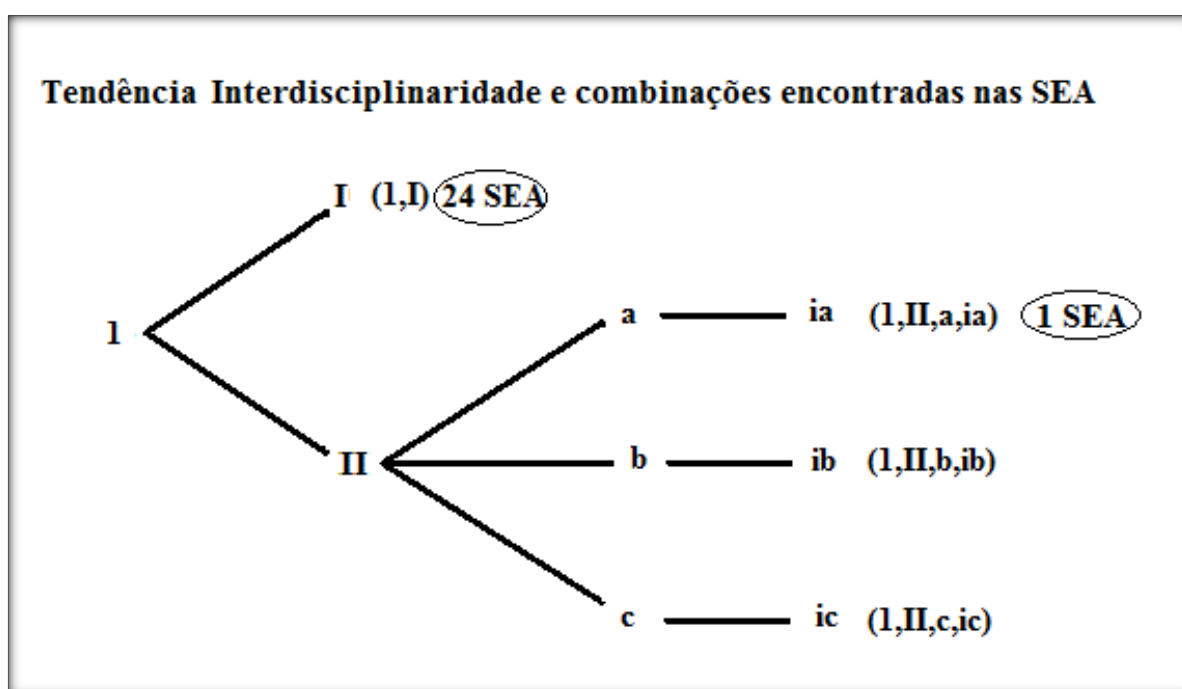 Tendência Interdisciplinaridade e combinações encontradas nas SEA
I (1,I) 24 SEA
a ia (1,II,a,ia) 1 SEA
1
II b ib (1,II,b,ib)
c ic (1,II,c,ic)